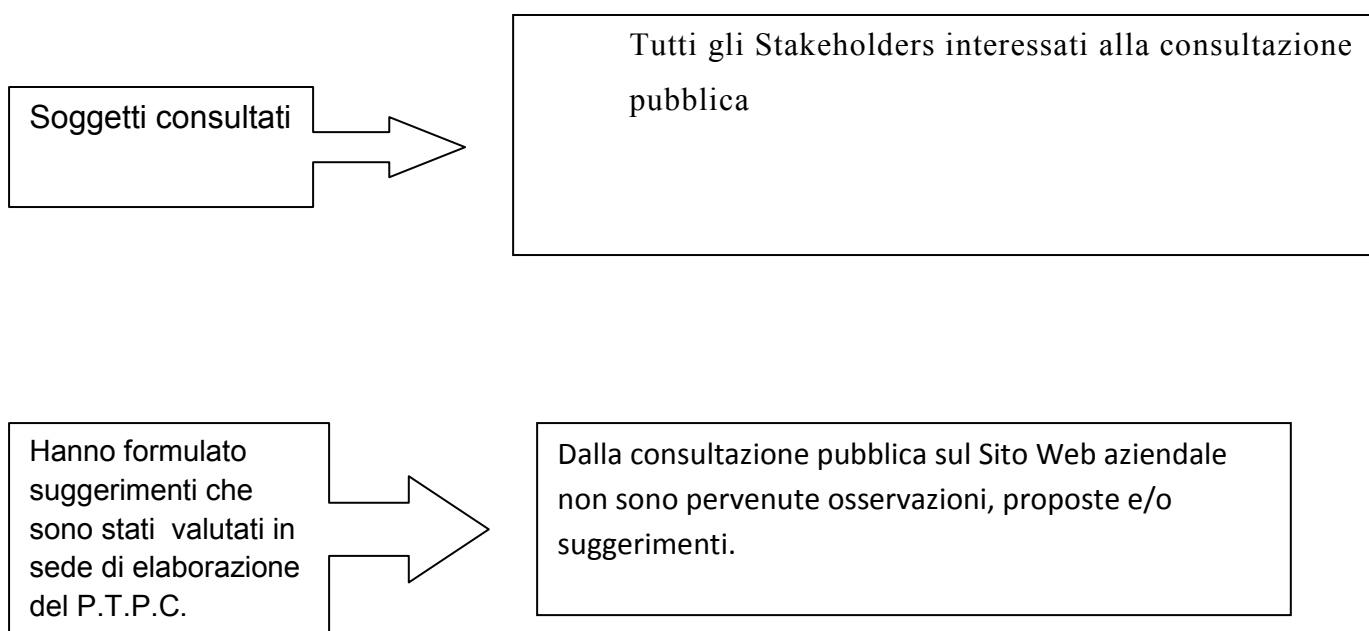 Soggetti consultati
Tutti gli Stakeholders interessati alla consultazione
pubblica
Hanno formulato
suggerimenti che
sono stati valutati in
sede di elaborazione
del P.T.P.C.
Dalla consultazione pubblica sul Sito Web aziendale
non sono pervenute osservazioni, proposte e/o
suggerimenti.